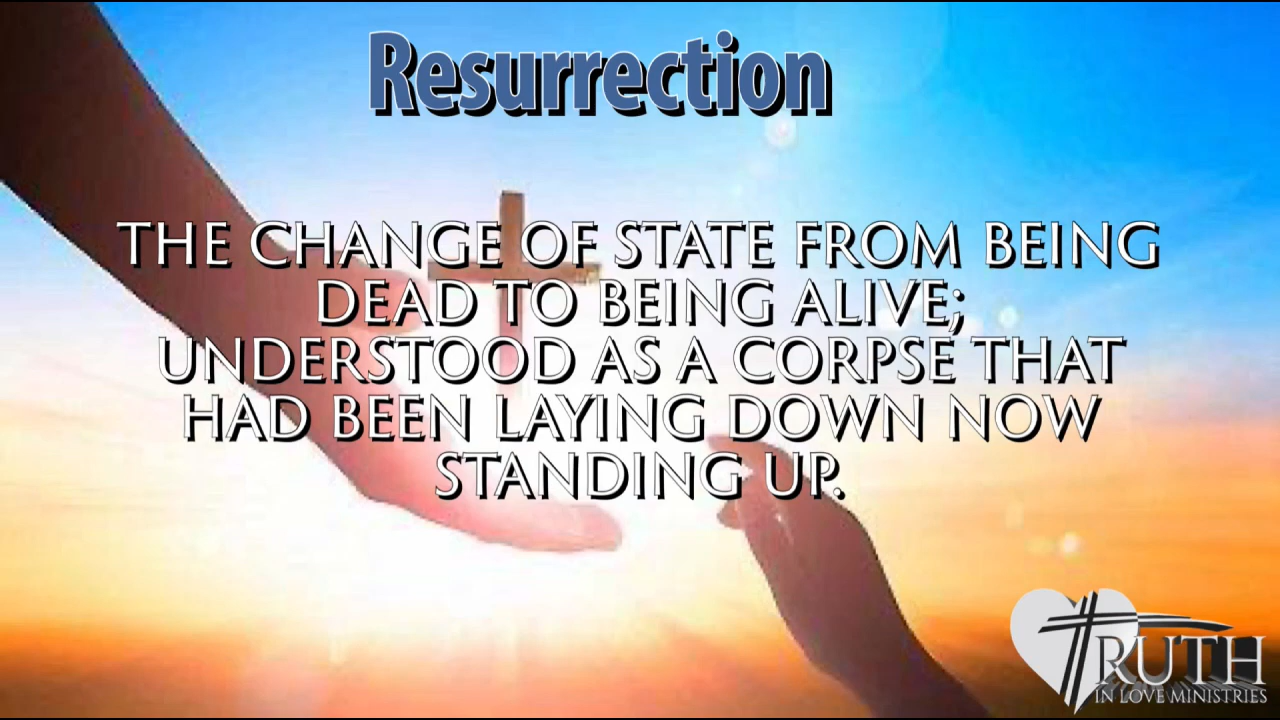 Resurrection
THE CHANGE OF STATE FROM BEING
DEAD TO BEING ALIVE;
UNDERSTOOD AS A CORPSE THAT
HAD BEEN LAYING DOWN NOW
STANDING UP.
TRUTH
IN LOVE MINISTRIES